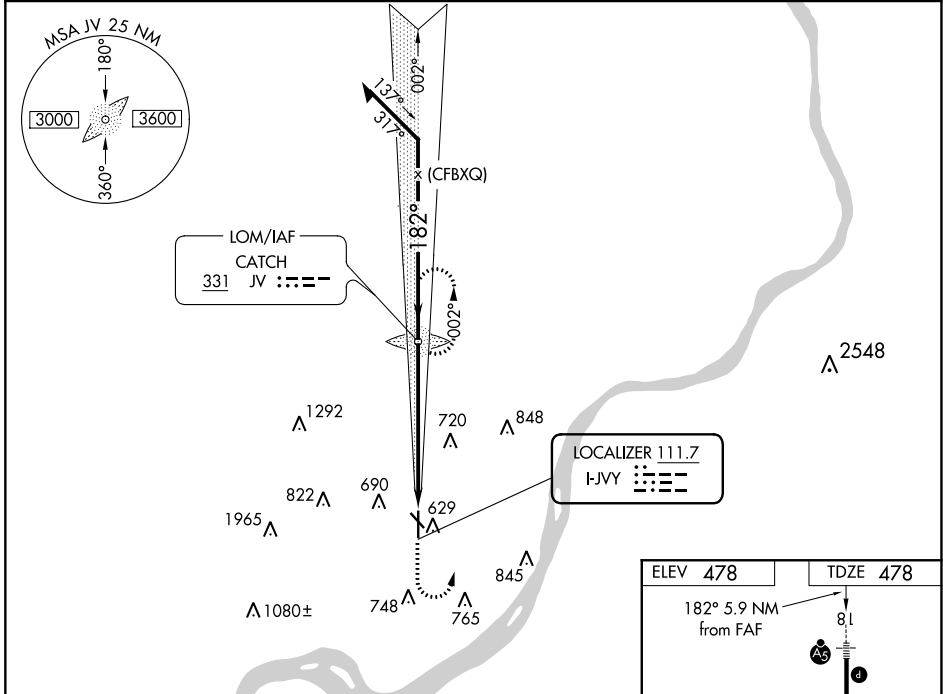 MSA JV 25 NM
180°
3000
3600
360°
002°
137°
317°
(CFBXQ)
182°
LOM/IAF
CATCH
331 JV
002°
2548
1292
720
848
LOCALIZER 111.7
I-JVY
822
690
629
1965
845
1080±
748
765
ELEV 478
TDZE 478
182° 5.9 NM
from FAF
18
A5
P